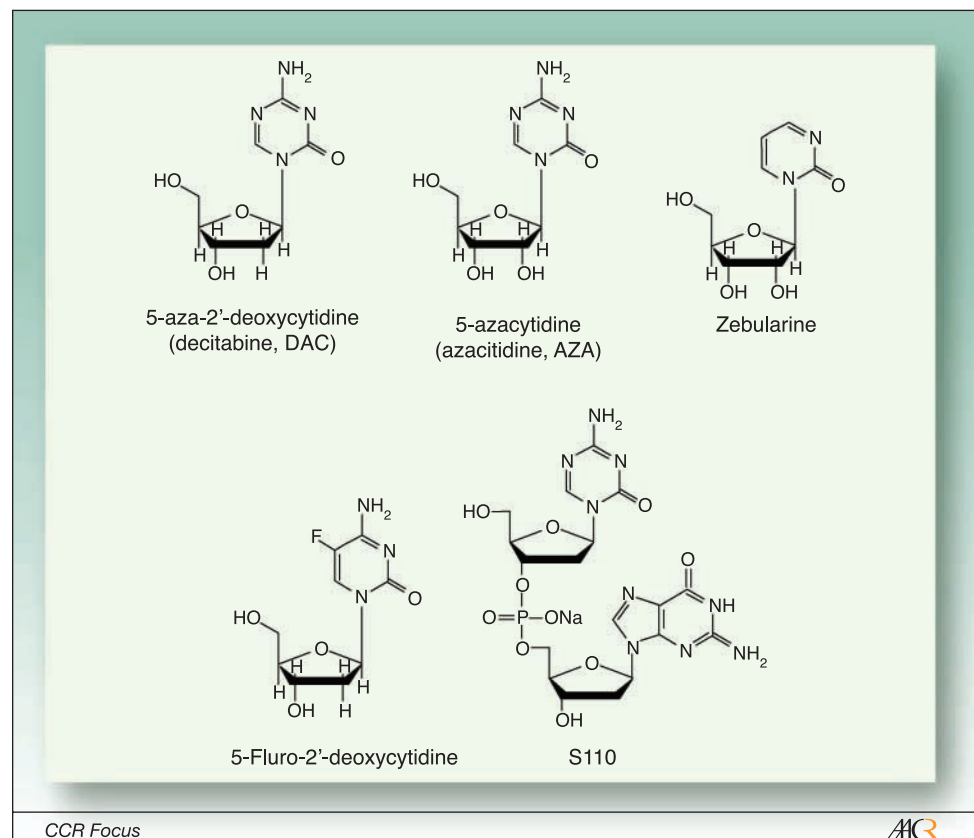 NH2
N
N
N
O
HO
O
H
H
H
H
OH
H
5-aza-2'-deoxycytidine
(decitabine, DAC)
NH2
N
N
N
O
HO
O
H
H
H
H
OH
OH
5-azacytidine
(azacitidine, AZA)
N
N
O
HO
O
H
H
H
H
OH
OH
Zebularine
NH2
F
N
N
O
HO
O
H
H
H
H
OH
H
5-Fluro-2'-deoxycytidine
NH2
N
N
N
O
HO
O
O
O=P—ONa
O
O
N
NH
N
N
NH2
O
OH
S110
CCR Focus
AACR